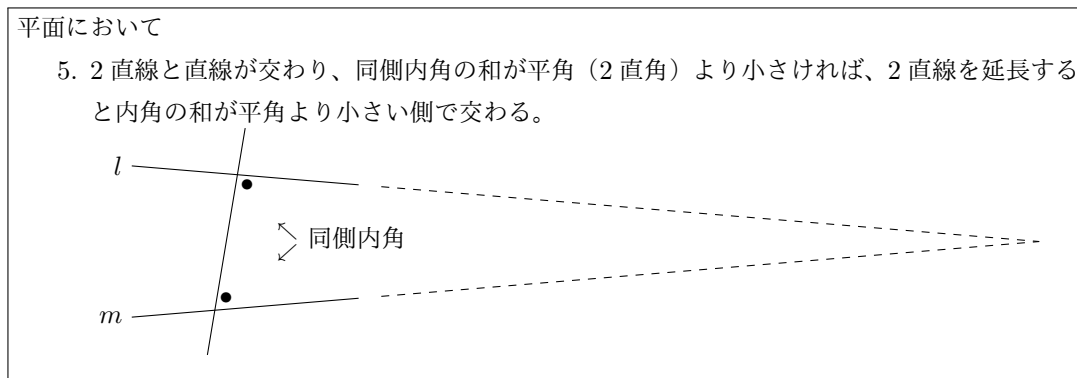 平面において
5. 2 直線と直線が交わり、同側内角の和が平角（2 直角）より小さければ、2 直線を延長する
と内角の和が平角より小さい側で交わる。
l
同側内角
m